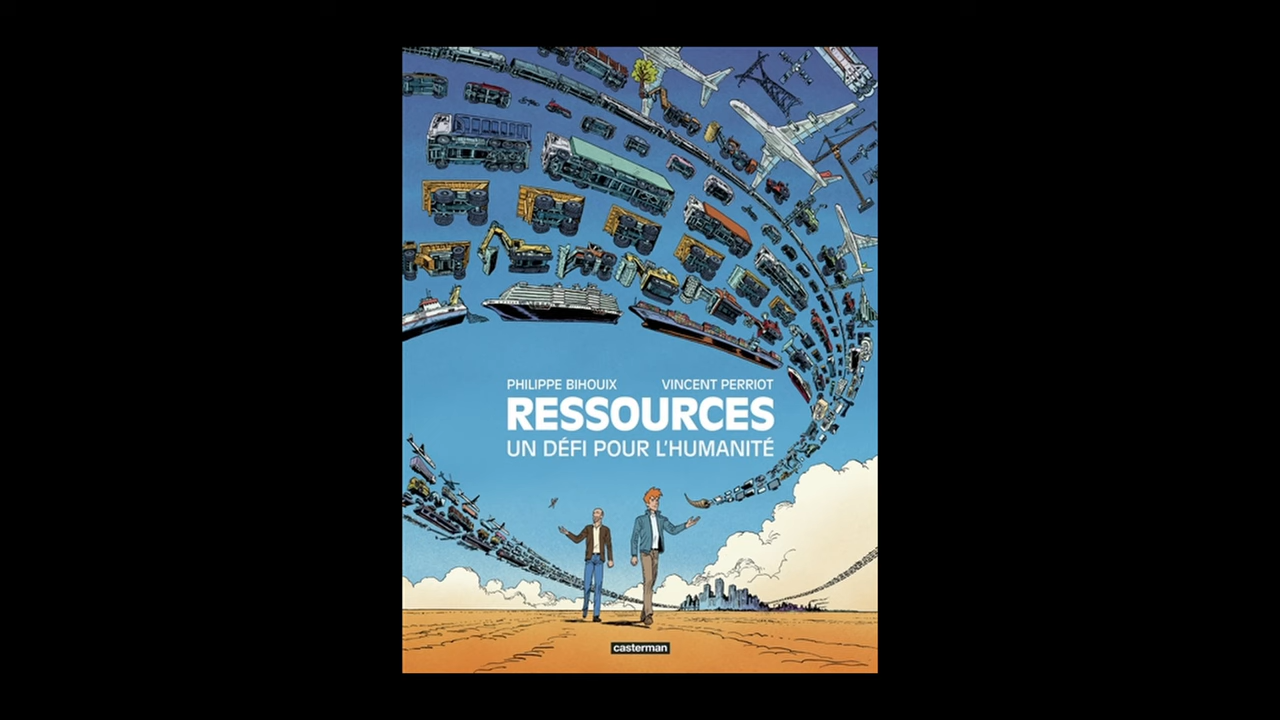 PHILIPPE BIHOUIX VINCENT PERRIOT
RESSOURCES
UN DÉFI POUR L'HUMANITÉ
casterman